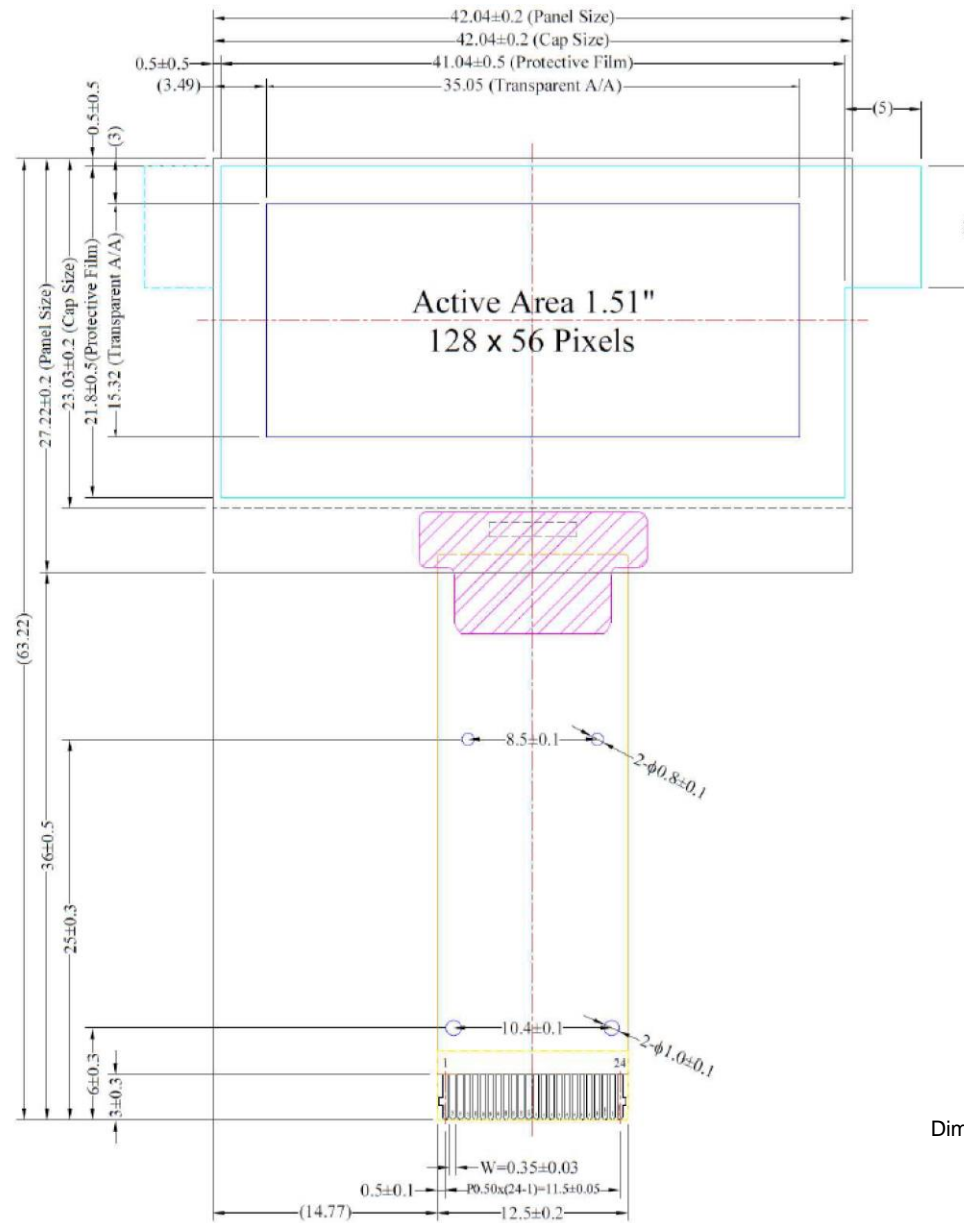 42.04±0.2 (Panel Size)
42.04±0.2 (Cap Size)
0.5±0.5
41.04±0.5 (Protective Film)
(3.49)
35.05 (Transparent A/A)
0.5±0.5
(3)
(5)
27.22±0.2 (Panel Size)
23.03±0.2 (Cap Size)
21.8±0.5(Protective Film)
15.32 (Transparent A/A)
Active Area 1.51"
128 x 56 Pixels
(63.22)
36±0.5
25±0.3
6±0.3
3±0.3
8.5±0.1
2-ϕ0.8±0.1
10.4±0.1
2-ϕ1.0±0.1
1
24
Dim
W=0.35±0.03
0.5±0.1
P0.50x(24-1)=11.5±0.05
(14.77)
12.5±0.2